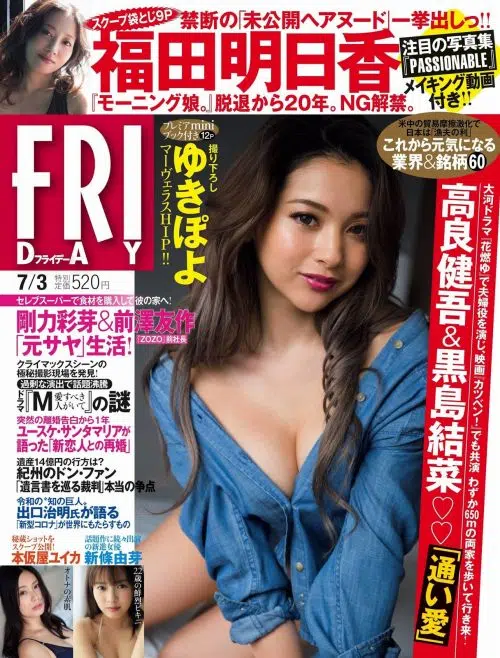 スクープ袋とじ9P
禁断の「未公開ヘアヌード」一挙出しっ!!
福田明日香
『モーニング娘。』脱退から20年。NG解禁。
注目の写真集
『PASSIONABLE』
メイキング動画
付き!!
FRI
DAY
フライデー
7/3 特別定価520円
プレミアmini
ブック付き12P
撮り下ろし
ゆきぽよ
マーヴェラスHIP!!
米中の貿易摩擦激化で
日本は「漁夫の利」
これから元気になる
業界&銘柄60
大河ドラマ『花燃ゆ』で夫婦役を演じ、映画『カツベン!』でも共演 わずか650mの両家を歩いて行き来!
高良健吾&黒島結菜♡♡「通い愛」
セレブスーパーで食材を購入して彼の家へ!
剛力彩芽&前澤友作
「元サヤ」生活!
「ZOZO」前社長
クライマックスシーンの
極秘撮影現場を発見!
過剰な演出で話題沸騰
ドラマ『M 愛すべき人がいて』の謎
突然の離婚告白から1年
ユースケ・サンタマリアが
語った「新恋人との再婚」
遺産14億円の行方は?
紀州のドン・ファン
「遺言書を巡る裁判」本当の争点
令和の“知の巨人”
出口治明氏が語る
「新型コロナ」が世界にもたらすもの
秘蔵ショットを
スクープ公開!
本仮屋ユイカ
オトナの素肌
話題作に続々出演
の新進女優
新條由芽
22歳の鮮烈ビキニ